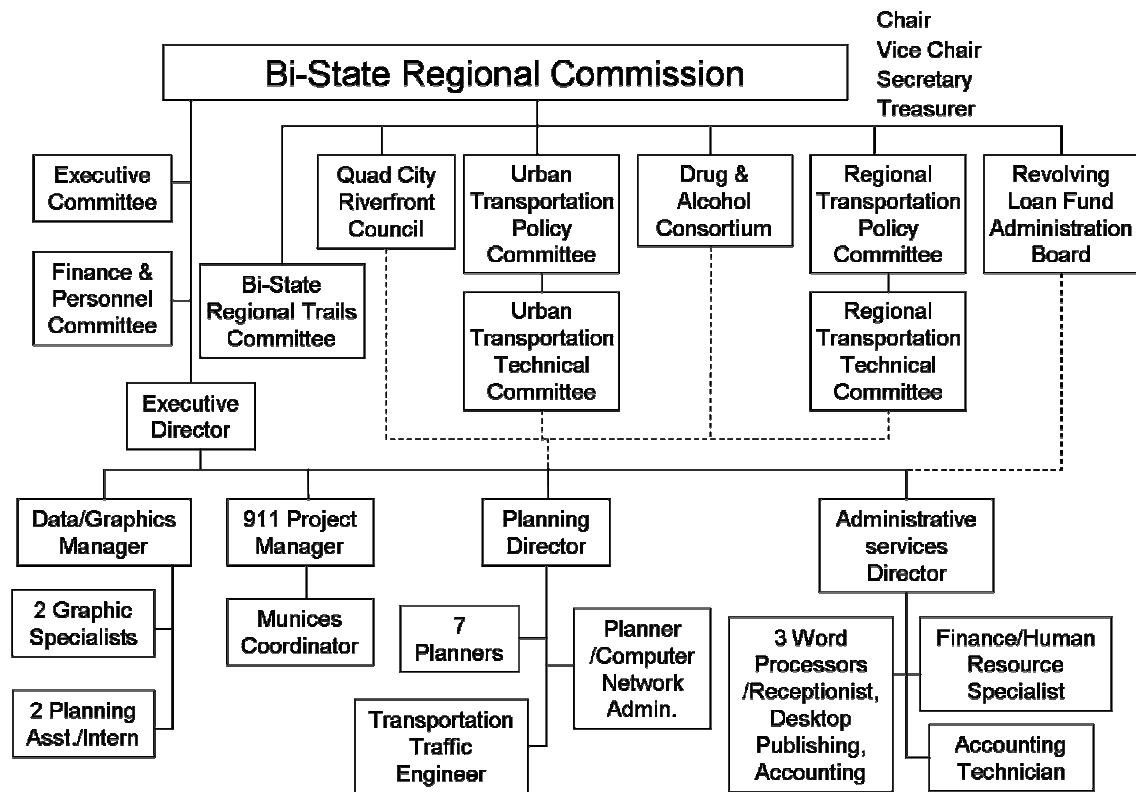 Chair
Vice Chair
Secretary
Treasurer
Bi-State Regional Commission
Executive
Committee
Finance &
Personnel
Committee
Bi-State
Regional Trails
Committee
Quad City
Riverfront
Council
Urban
Transportation
Policy
Committee
Urban
Transportation
Technical
Committee
Drug &
Alcohol
Consortium
Regional
Transportation
Policy
Committee
Regional
Transportation
Technical
Committee
Revolving
Loan Fund
Administration
Board
Executive
Director
Data/Graphics
Manager
2 Graphic
Specialists
2 Planning
Asst./Intern
911 Project
Manager
Munices
Coordinator
Planning
Director
7
Planners
Planner
/Computer
Network
Admin.
Transportation
Traffic
Engineer
Administrative
services
Director
3 Word
Processors
/Receptionist,
Desktop
Publishing,
Accounting
Finance/Human
Resource
Specialist
Accounting
Technician